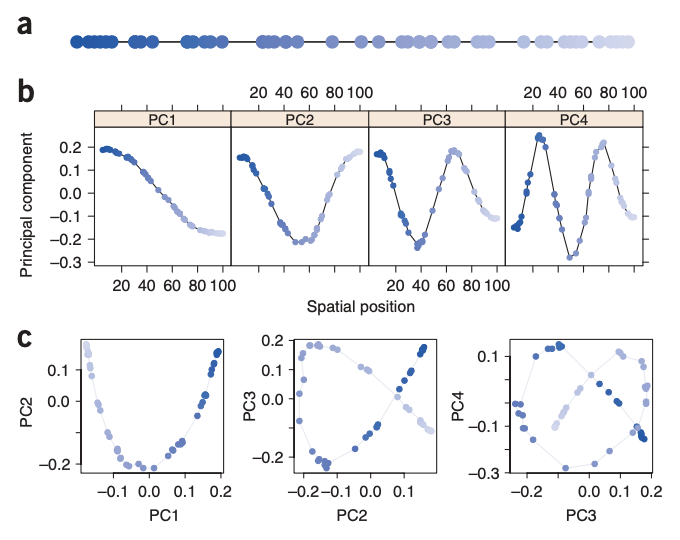 a
b
20 40 60 80 100 20 40 60 80 100
PC1 PC2 PC3 PC4
Principal component
0.2
0.1
0.0
−0.1
−0.2
−0.3
20 40 60 80 100 20 40 60 80 100
Spatial position
c
PC2
0.1
0.0
−0.2
−0.1 0.0 0.1 0.2
PC1
PC3
0.2
0.1
0.0
−0.2
−0.2 −0.1 0.0 0.1
PC2
PC4
0.1
−0.1
−0.3
−0.2 0.0 0.1 0.2
PC3